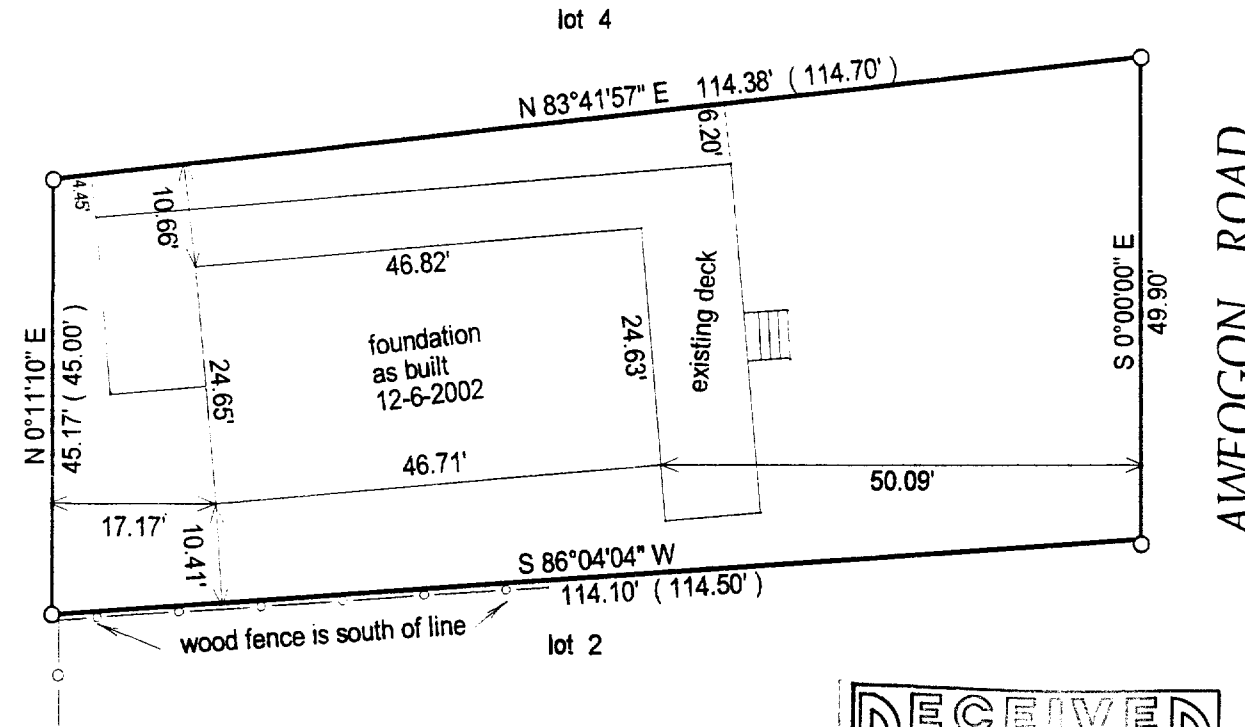 lot 4
N 83°41'57" E 114.38' ( 114.70' )
6.20'
4.45'
10.66'
46.82'
existing deck
S 0°00'00" E
49.90'
AWEOGON ROAD
foundation
as built
12-6-2002
24.63'
24.65'
N 0°11'10" E
45.17' ( 45.00' )
46.71'
50.09'
17.17'
10.41'
S 86°04'04" W
114.10' ( 114.50' )
wood fence is south of line
lot 2
DECEIVED